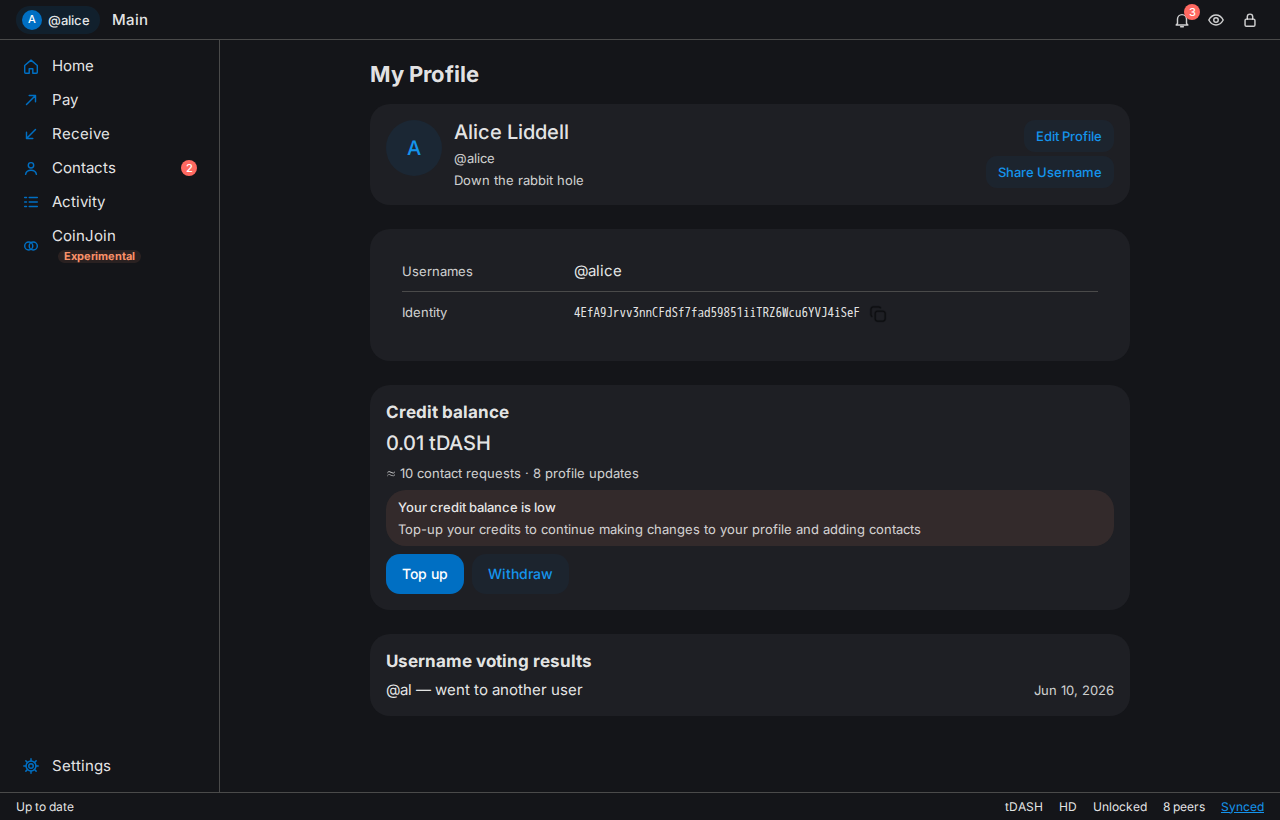 A @alice Main 3
Home
Pay
Receive
Contacts 2
Activity
CoinJoin
Experimental
Settings
My Profile
A
Alice Liddell
@alice
Down the rabbit hole
Edit Profile
Share Username
Usernames @alice
Identity 4EfA9Jrvv3nnCFdSf7fad59851iiTRZ6Wcu6YVJ4iSeF
Credit balance
0.01 tDASH
≈ 10 contact requests · 8 profile updates
Your credit balance is low
Top-up your credits to continue making changes to your profile and adding contacts
Top up Withdraw
Username voting results
@al — went to another user Jun 10, 2026
Up to date tDASH HD Unlocked 8 peers Synced